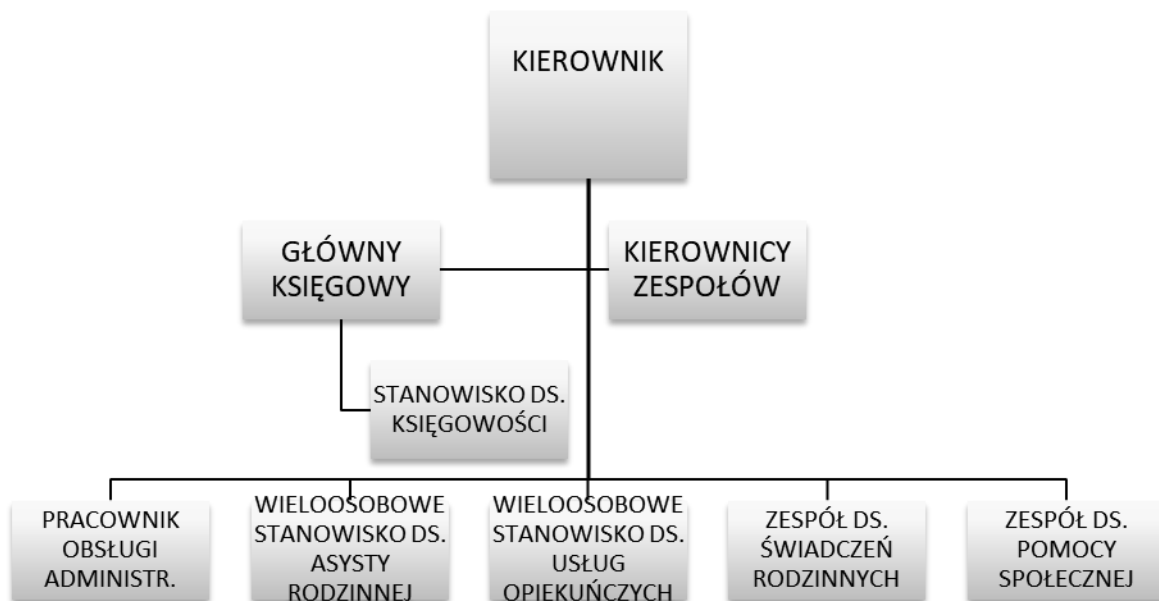 KIEROWNIK
GŁÓWNY
KSIĘGOWY
KIEROWNICY
ZESPOŁÓW
STANOWISKO DS.
KSIĘGOWOŚCI
PRACOWNIK
OBSŁUGI
ADMINISTR.
WIELOOSOBOWE
STANOWISKO DS.
ASYSTY
RODZINNEJ
WIELOOSOBOWE
STANOWISKO DS.
USŁUG
OPIEKUŃCZYCH
ZESPÓŁ DS.
ŚWIADCZEŃ
RODZINNYCH
ZESPÓŁ DS.
POMOCY
SPOŁECZNEJ